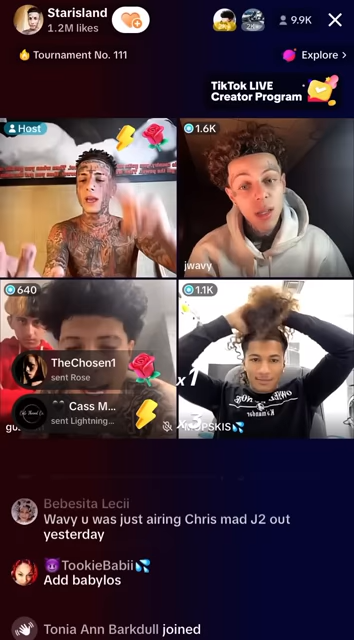 Starisland
1.2M likes
2K+
9.9K
Tournament No. 111
Explore >
TikTok LIVE
Creator Program
Host
1.6K
jwavy
640
1.1K
TheChosen1
sent Rose
x1
Cass M...
sent Lightning...
x3
Bebesita Lecii
Wavy u was just airing Chris mad J2 out
yesterday
TookieBabii
Add babylos
Tonia Ann Barkdull joined